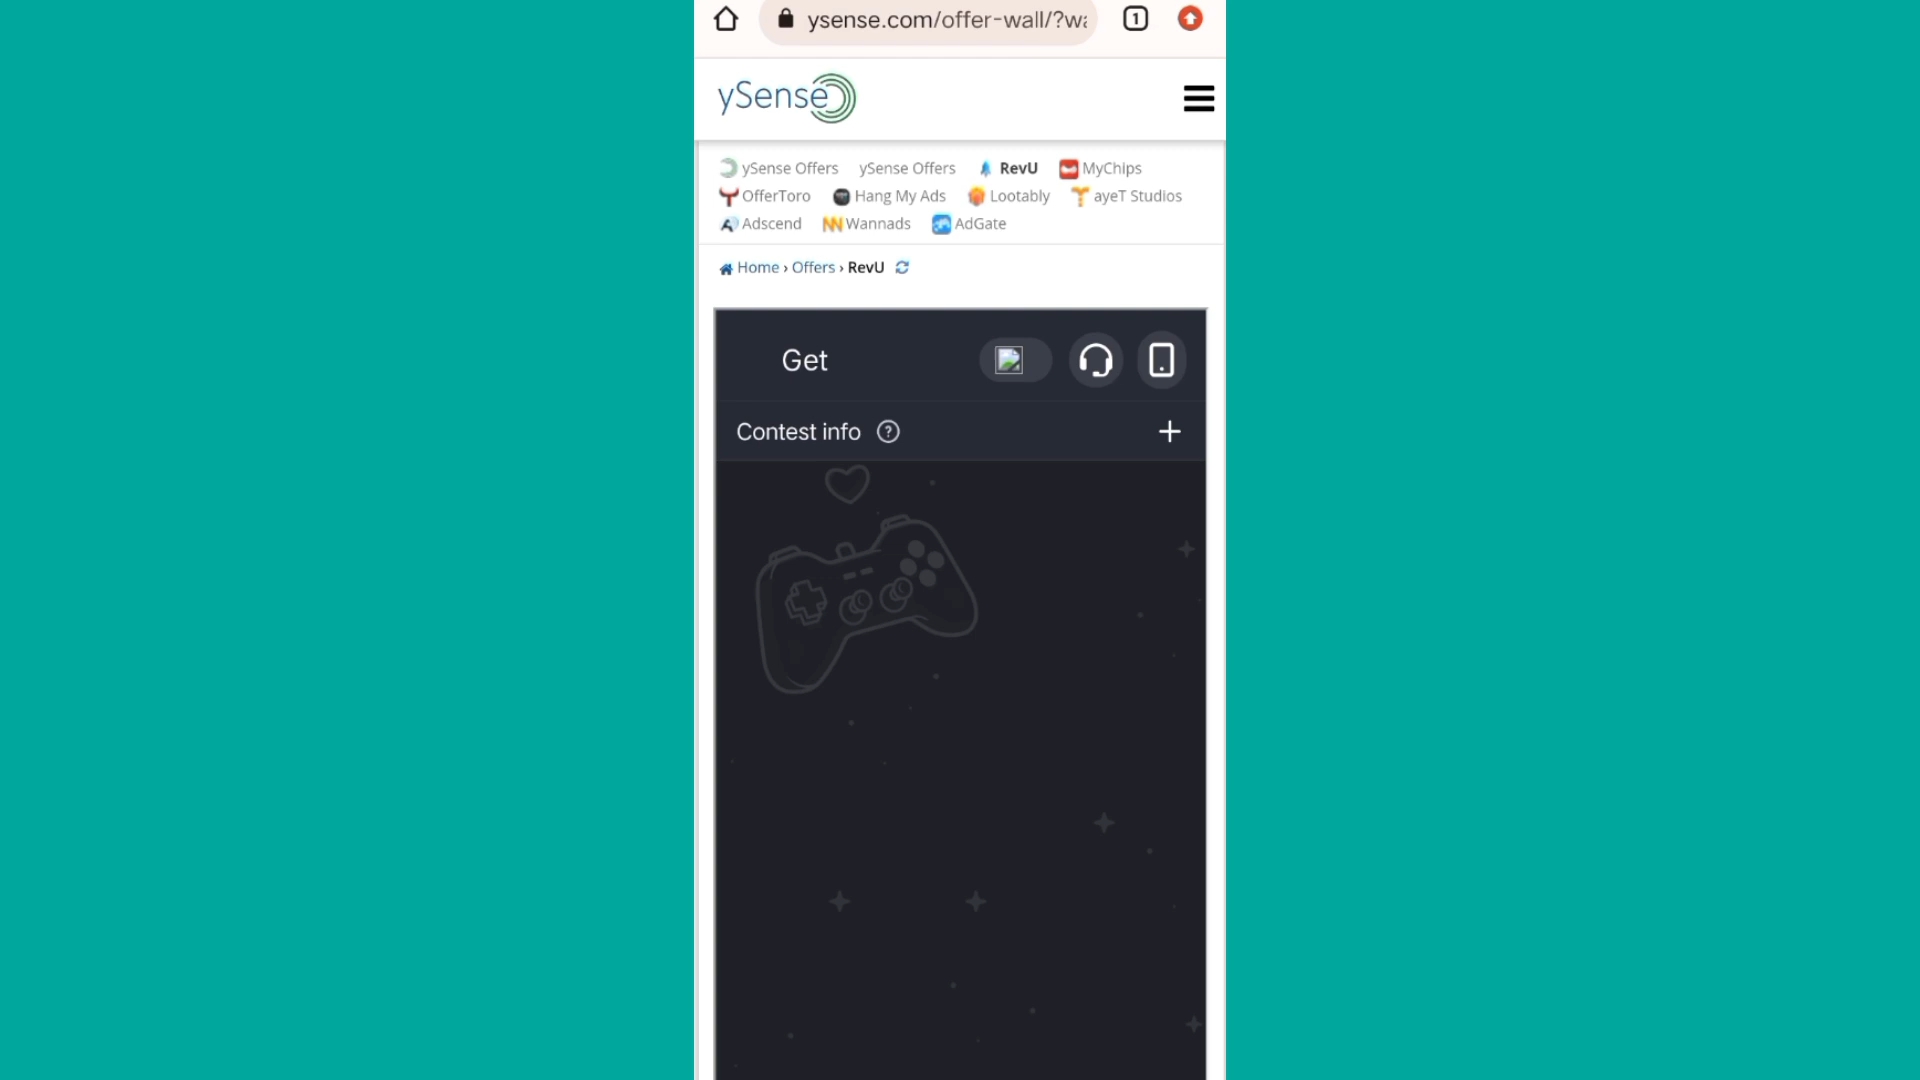 ysense.com/offer-wall/?wa
1
ySense
ySense Offers ySense Offers RevU MyChips
OfferToro Hang My Ads Lootably ayeT Studios
Adscend Wannads AdGate
Home › Offers › RevU
Get
Contest info ?